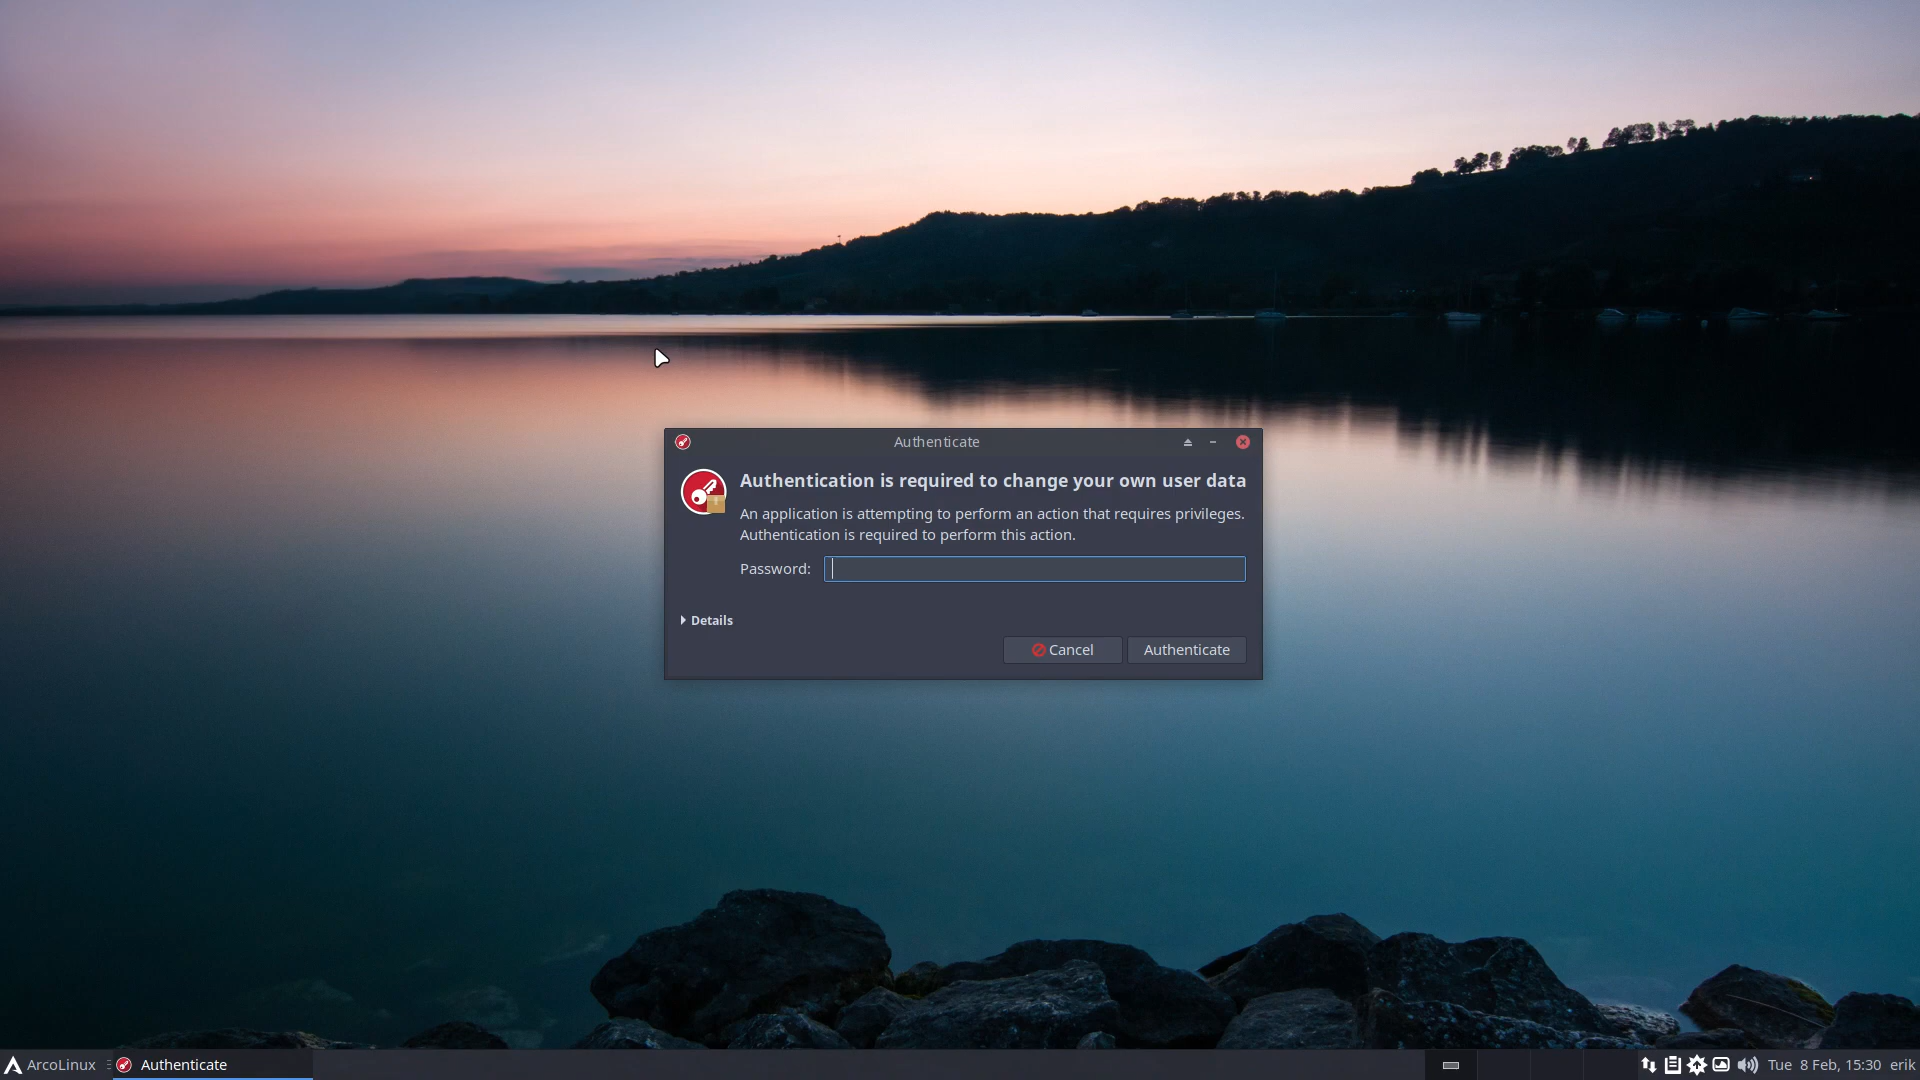 Authenticate
Authentication is required to change your own user data
An application is attempting to perform an action that requires privileges.
Authentication is required to perform this action.
Password:
Details
Cancel
Authenticate
ArcoLinux
Authenticate
Tue 8 Feb, 15:30
erik